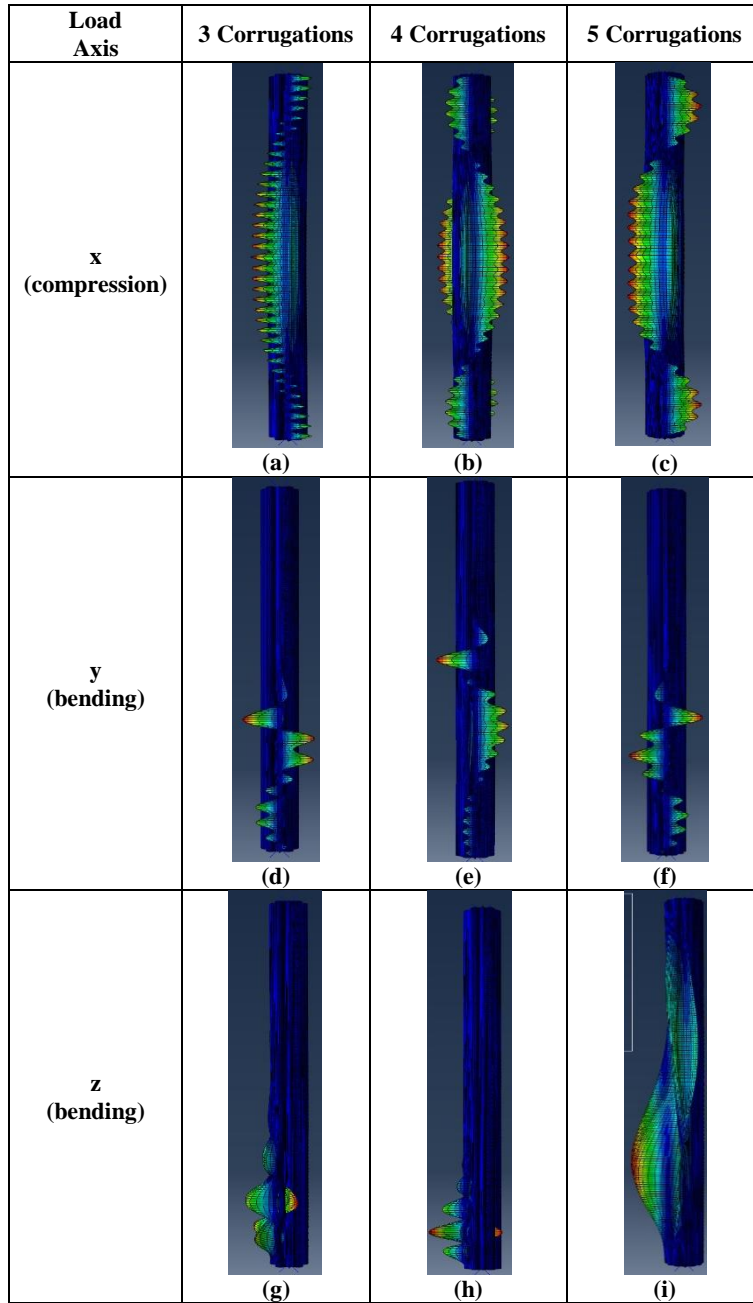 Load
Axis
3 Corrugations
4 Corrugations
5 Corrugations
x
(compression)
(a)
(b)
(c)
y
(bending)
(d)
(e)
(f)
z
(bending)
(g)
(h)
(i)